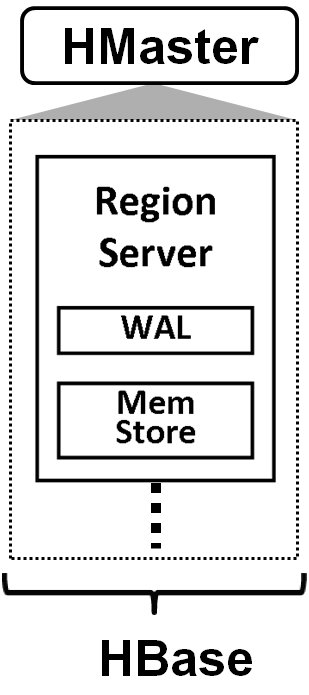 HMaster
Region
Server
WAL
Mem
Store
HBase